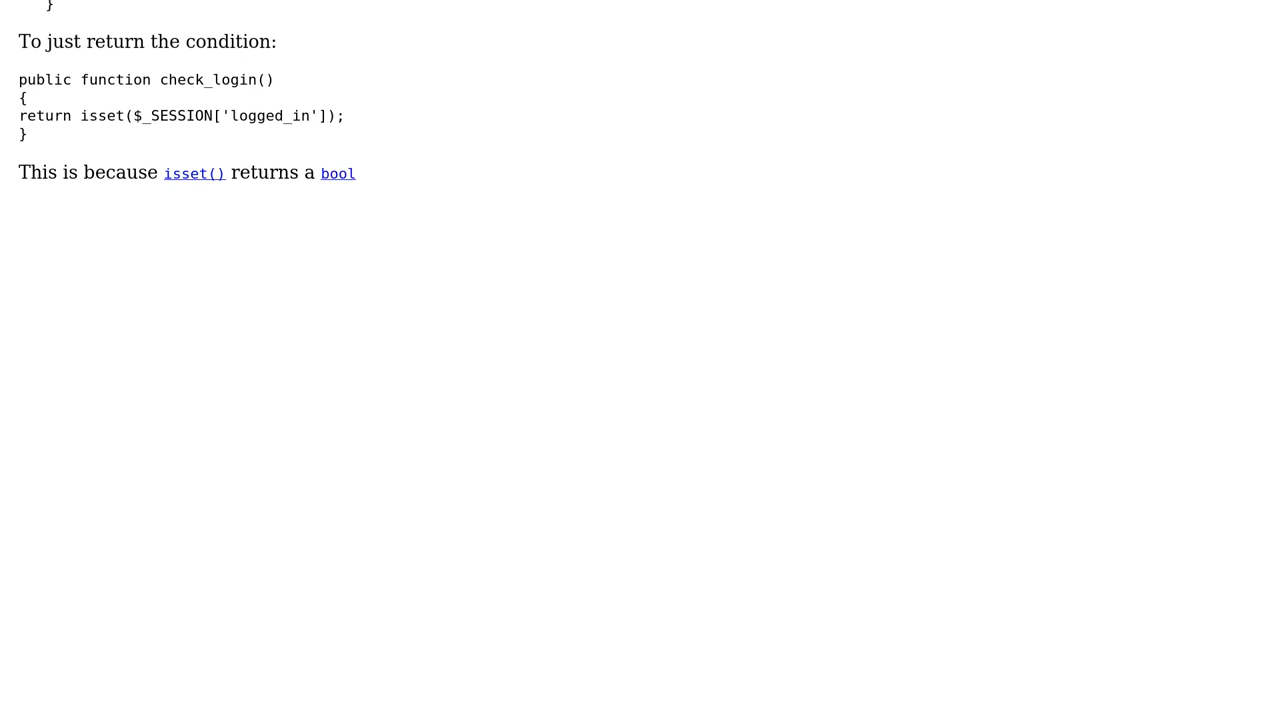 }
To just return the condition:
public function check_login()
{
return isset($_SESSION['logged_in']);
}
This is because isset() returns a bool